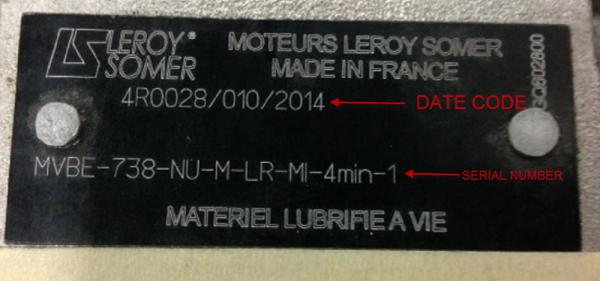 LEROY® SOMER
MOTEURS LEROY SOMER
MADE IN FRANCE
4R0028/010/2014
DATE CODE
MVBE-738-NU-M-LR-MI-4min-1
SERIAL NUMBER
MATERIEL LUBRIFIE A VIE